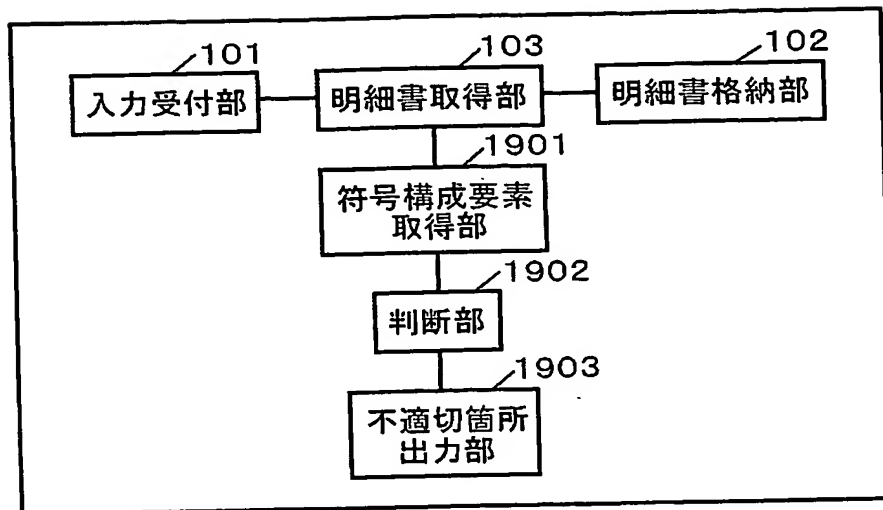 101
103
102
入力受付部
明細書取得部
明細書格納部
1901
符号構成要素
取得部
1902
判断部
1903
不適切箇所
出力部